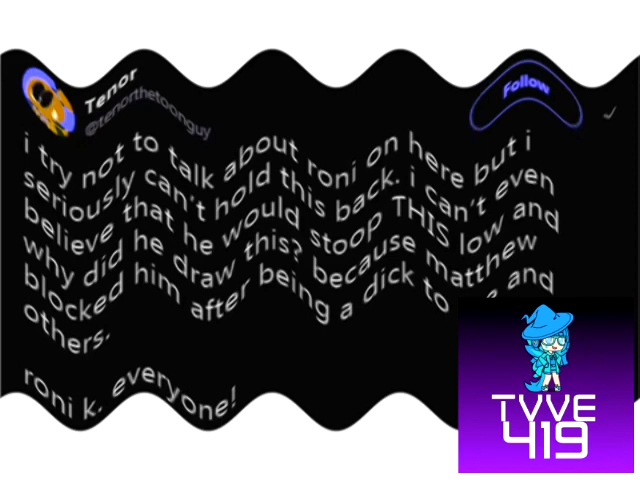 Tenor
@tenorthetoonguy
Follow
i try not to talk about roni on here but i
seriously can't hold this back. i can't even
believe that he would stoop THIS low and
why did he draw this? because matthew
blocked him after being a dick to and
others.
roni k. everyone!
TVVE
419